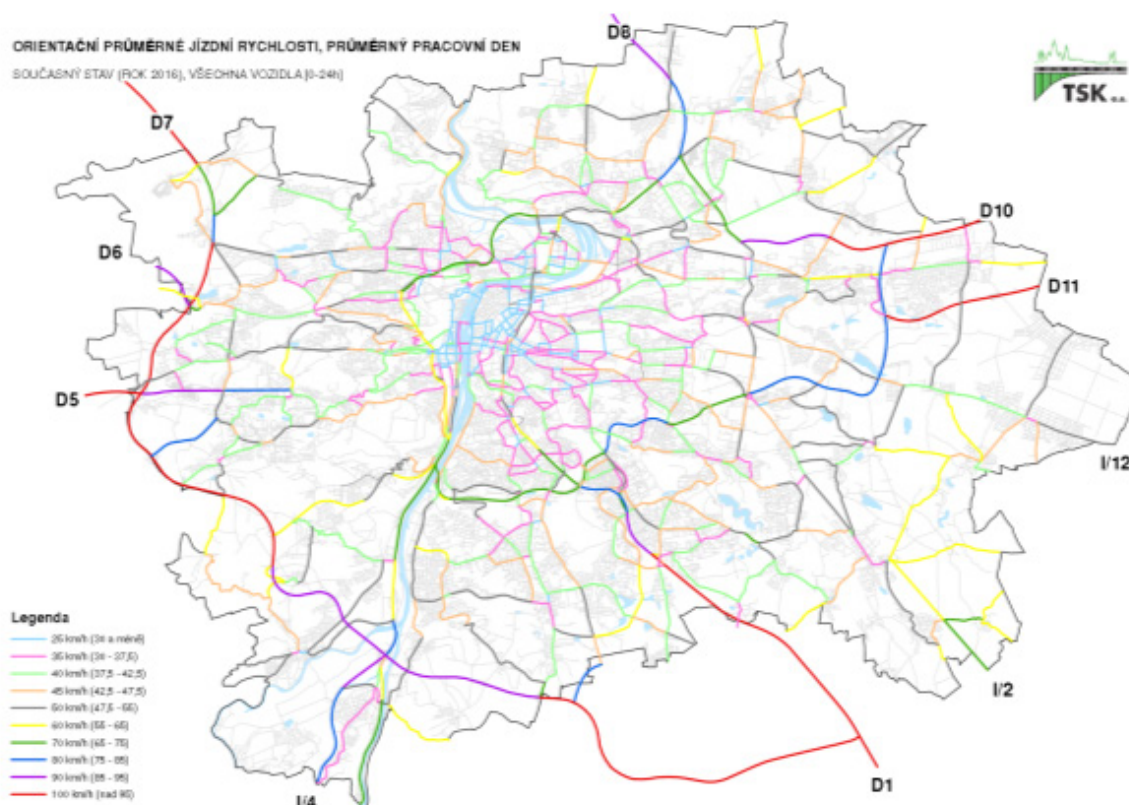 ORIENTAČNÍ PRŮMĚRNÉ JÍZDNÍ RYCHLOSTI, PRŮMĚRNÝ PRACOVNÍ DEN
SOUČASNÝ STAV (ROK 2016), VŠECHNA VOZIDLA [0-24h]
TSK a.s.
D8
D7
D6
D10
D11
D5
I/12
I/2
D1
I/4
Legenda
25 km/h (30 a méně)
35 km/h (30 - 37,5)
40 km/h (37,5 - 42,5)
45 km/h (42,5 - 47,5)
50 km/h (47,5 - 55)
60 km/h (55 - 65)
70 km/h (65 - 75)
80 km/h (75 - 85)
90 km/h (85 - 95)
100 km/h (nad 95)